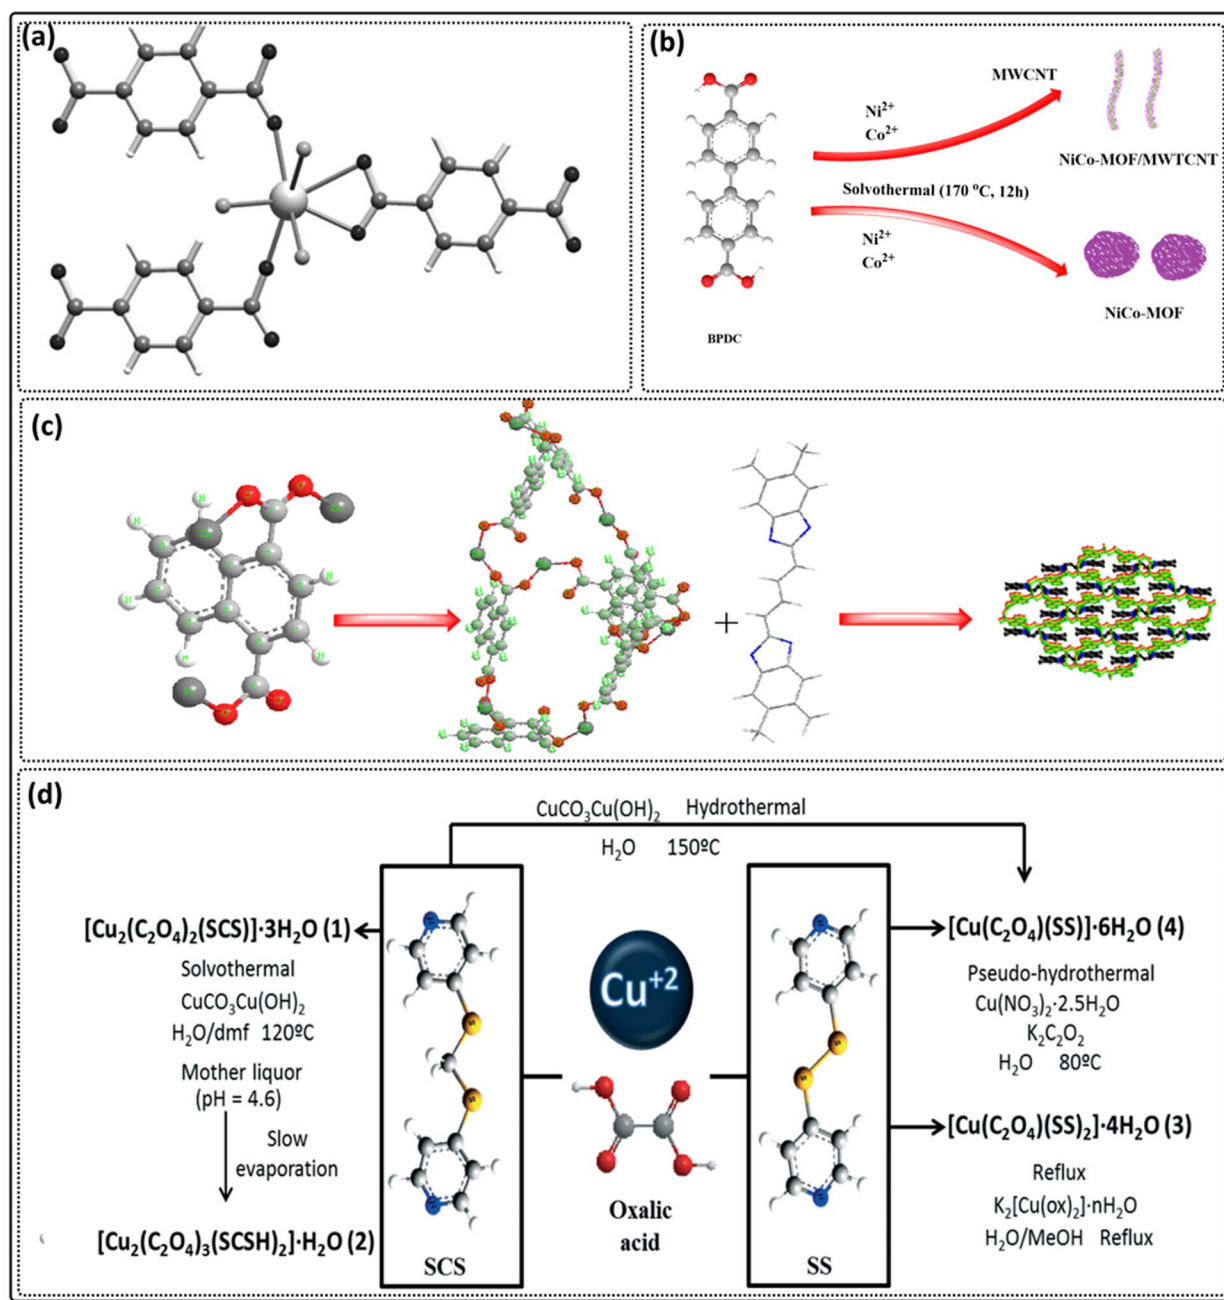 (a)
(b)
MWCNT
Ni²⁺
Co²⁺
NiCo-MOF/MWTCNT
Solvothermal (170 °C, 12h)
Ni²⁺
Co²⁺
NiCo-MOF
BPDC
(c)
+
(d)
CuCO₃Cu(OH)₂ Hydrothermal
H₂O 150ºC
[Cu₂(C₂O₄)₂(SCS)]·3H₂O (1)
Solvothermal
CuCO₃Cu(OH)₂
H₂O/dmf 120ºC
Mother liquor
(pH = 4.6)
Slow
evaporation
[Cu₂(C₂O₄)₃(SCSH)₂]·H₂O (2)
N
S
S
N
SCS
Cu⁺²
Oxalic
acid
N
S
S
N
SS
[Cu(C₂O₄)(SS)]·6H₂O (4)
Pseudo-hydrothermal
Cu(NO₃)₂·2.5H₂O
K₂C₂O₂
H₂O 80ºC
[Cu(C₂O₄)(SS)₂]·4H₂O (3)
Reflux
K₂[Cu(ox)₂]·nH₂O
H₂O/MeOH Reflux